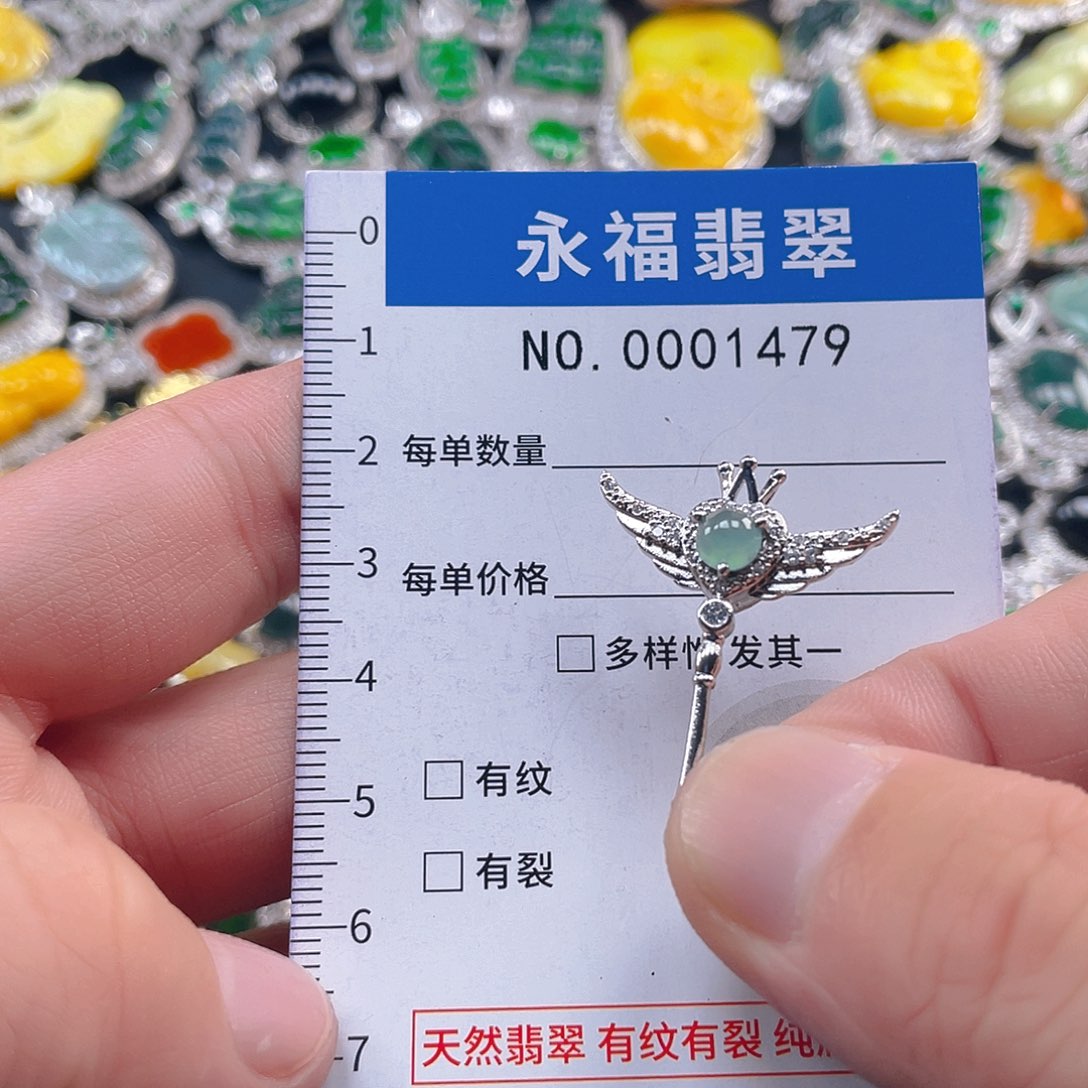 永福翡翠
NO. 0001479
0
1
2
3
4
5
6
7
每单数量
每单价格
□多样性 发其一
□有纹
□有裂
天然翡翠 有纹有裂 纯